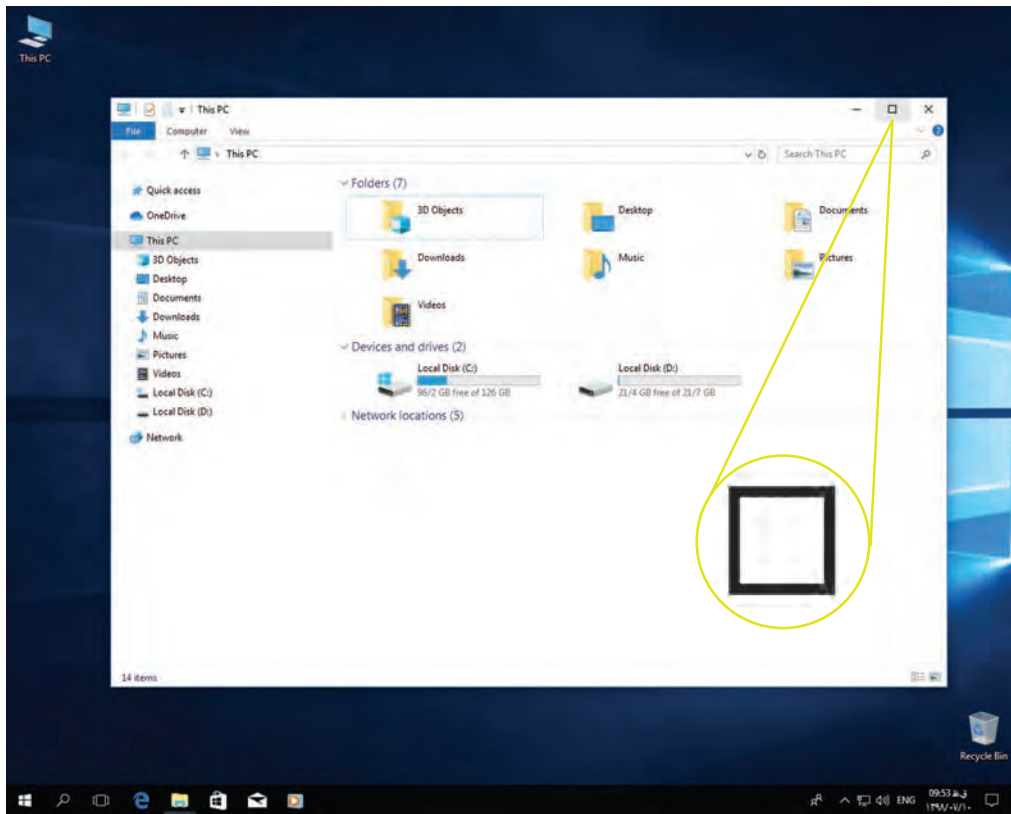 This PC
This PC
File Computer View
This PC
Search This PC
Quick access
OneDrive
This PC
3D Objects
Desktop
Documents
Downloads
Music
Pictures
Videos
Local Disk (C:)
Local Disk (D:)
Network
Folders (7)
3D Objects Desktop Documents
Downloads Music Pictures
Videos
Devices and drives (2)
Local Disk (C:) Local Disk (D:)
96/2 GB free of 126 GB 21/4 GB free of 21/7 GB
Network locations (5)
14 items
Recycle Bin
ENG
09:53 ق.ظ
۱۳۹۸/۰۷/۱۰